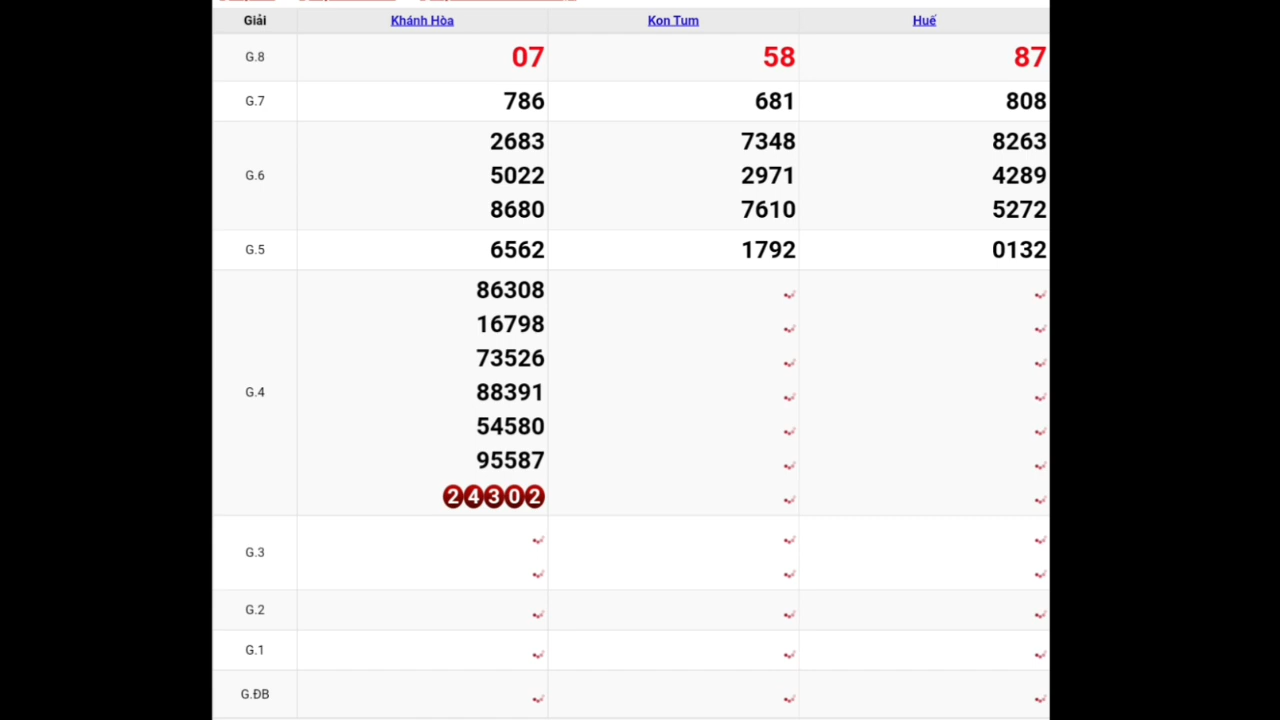 Giải Khánh Hòa Kon Tum Huế
G.8 07 58 87
G.7 786 681 808
G.6
2683 7348 8263
5022 2971 4289
8680 7610 5272
G.5 6562 1792 0132
G.4
86308
16798
73526
88391
54580
95587
24302
G.3
G.2
G.1
G.ĐB